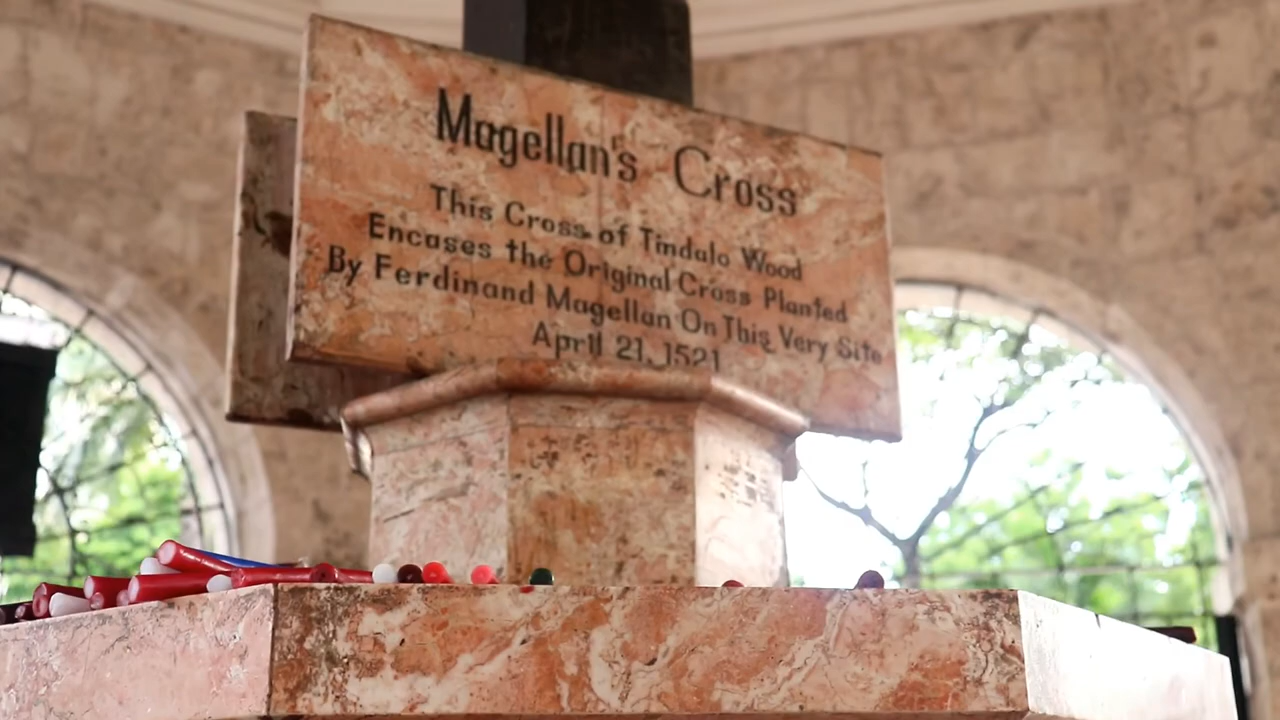 Magellan's Cross
This Cross of Tindalo Wood
Encases the Original Cross Planted
By Ferdinand Magellan On This Very Site
April 21, 1521